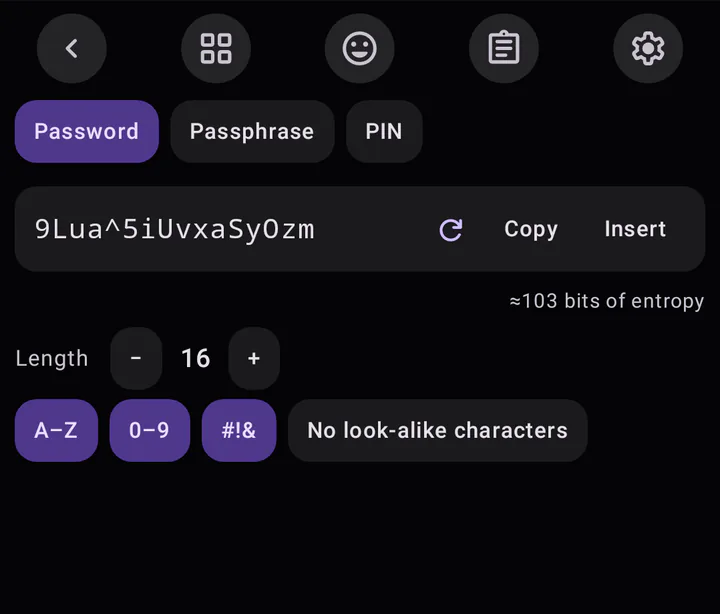 Password Passphrase PIN
9Lua^5iUvxaSyOzm Copy Insert
≈103 bits of entropy
Length - 16 +
A–Z 0–9 #!& No look-alike characters